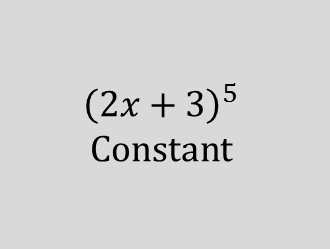 (2x + 3)⁵
Constant